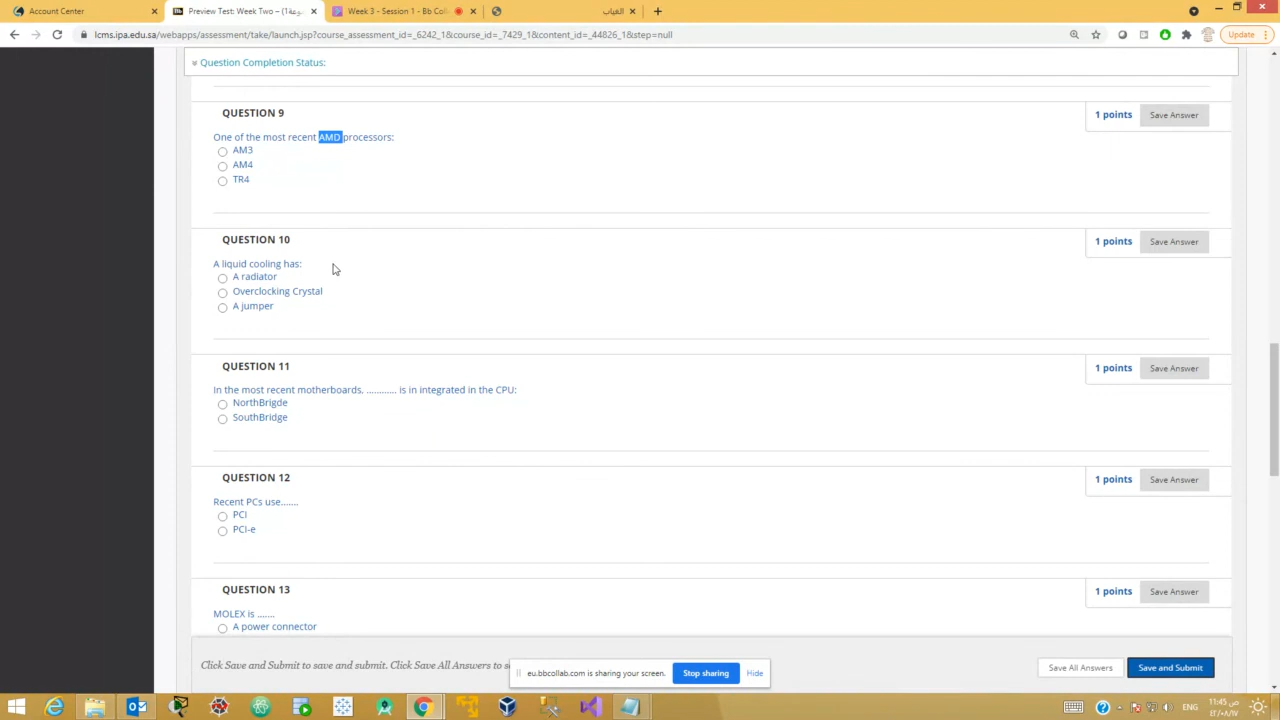 Account Center
Preview Test: Week Two – (1مجموعة...
Week 3 - Session 1 - Bb Coll
الغياب
lcms.ipa.edu.sa/webapps/assessment/take/launch.jsp?course_assessment_id=_6242_1&course_id=_7429_1&content_id=_44826_1&step=null
Update
Question Completion Status:
QUESTION 9
1 points
Save Answer
One of the most recent AMD processors:
AM3
AM4
TR4
QUESTION 10
1 points
Save Answer
A liquid cooling has:
A radiator
Overclocking Crystal
A jumper
QUESTION 11
1 points
Save Answer
In the most recent motherboards, ............ is in integrated in the CPU:
NorthBrigde
SouthBridge
QUESTION 12
1 points
Save Answer
Recent PCs use.......
PCI
PCI-e
QUESTION 13
1 points
Save Answer
MOLEX is .......
A power connector
Click Save and Submit to save and submit. Click Save All Answers to s
Save All Answers
Save and Submit
eu.bbcollab.com is sharing your screen.
Stop sharing
Hide
ENG
11:45 ص